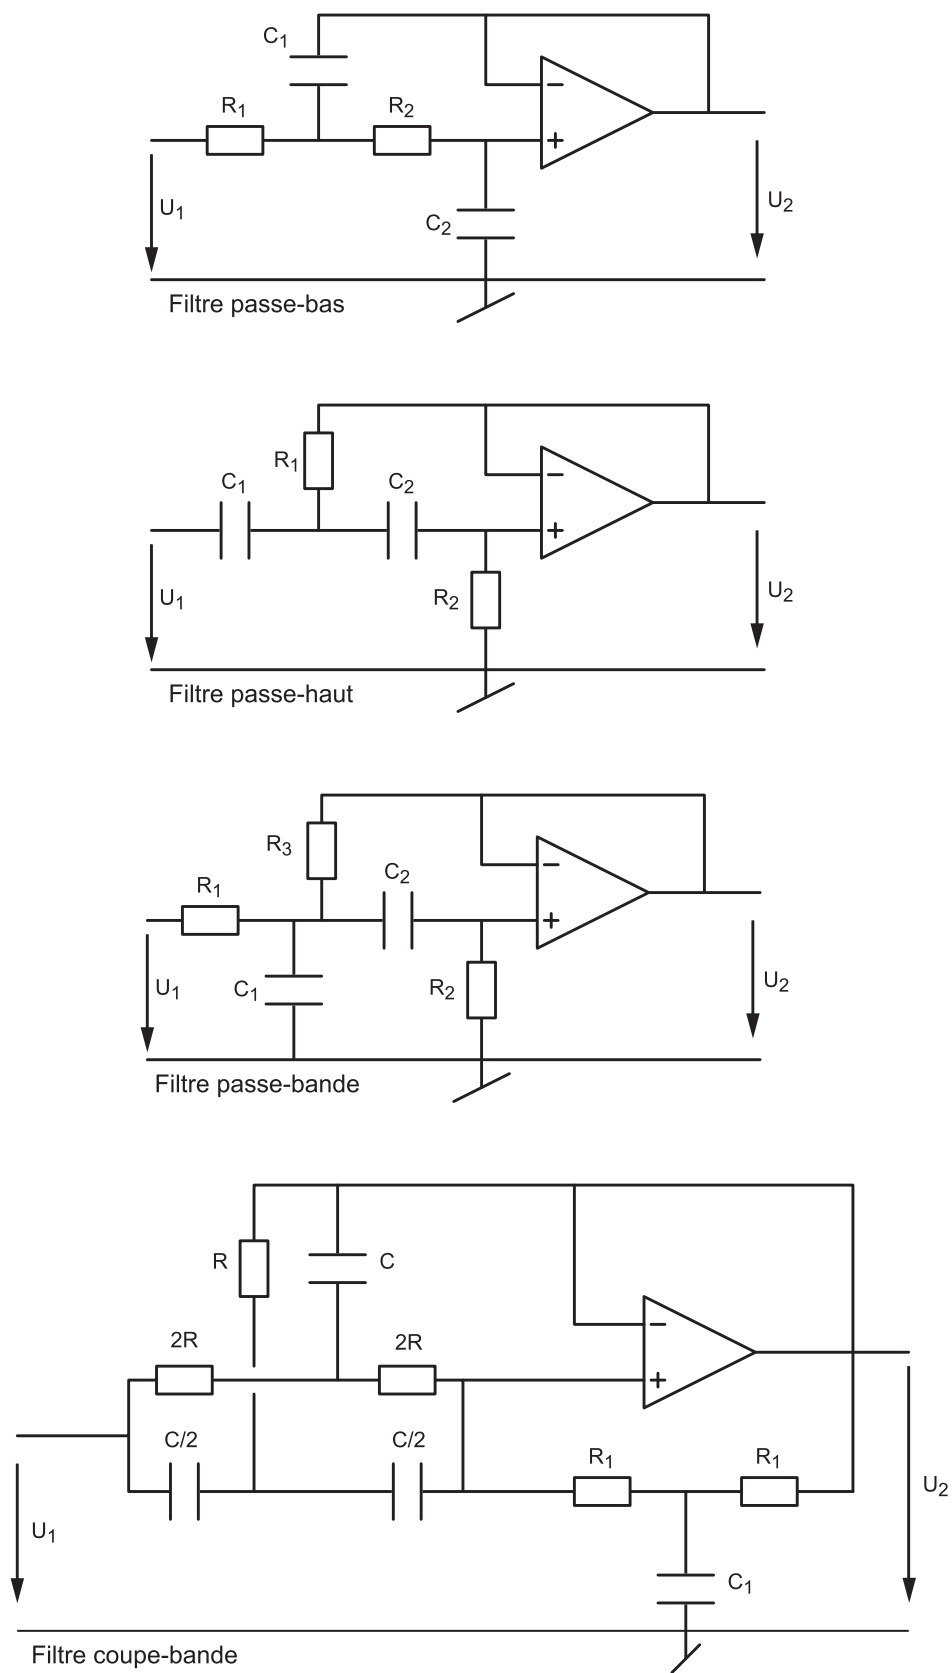 C1
R1 R2
−
+
U1
C2
U2
Filtre passe-bas
R1
C1 C2
−
+
U1
R2
U2
Filtre passe-haut
R3
R1
C2
−
+
U1
C1
R2
U2
Filtre passe-bande
R C
2R 2R
−
+
C/2 C/2
R1 R1
U1
U2
C1
Filtre coupe-bande